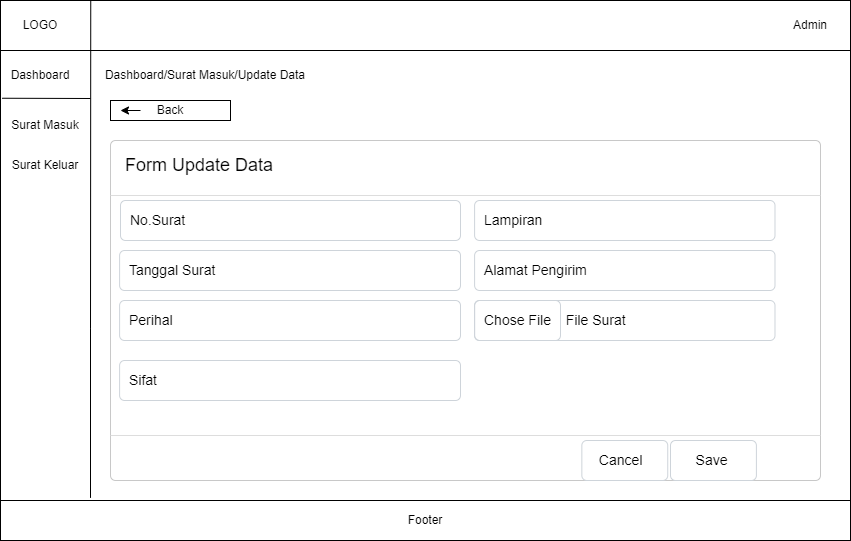 LOGO
Admin
Dashboard
Dashboard/Surat Masuk/Update Data
Back
Surat Masuk
Surat Keluar
Form Update Data
No.Surat
Lampiran
Tanggal Surat
Alamat Pengirim
Perihal
Chose File
File Surat
Sifat
Cancel
Save
Footer